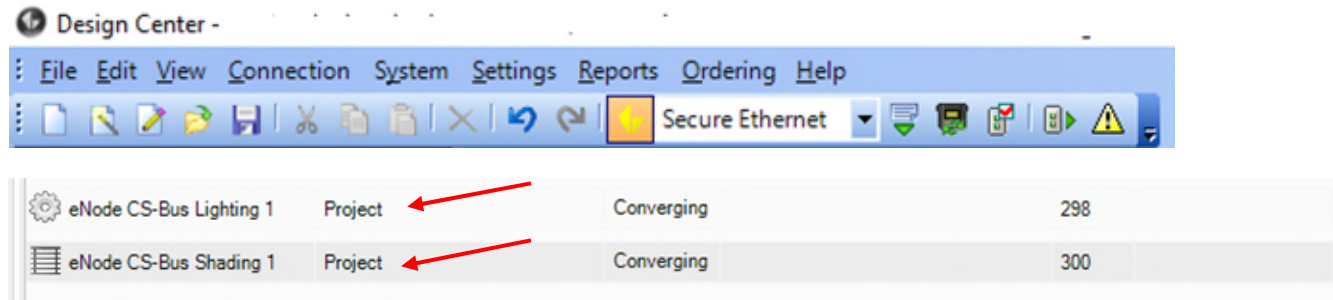 Design Center -
File Edit View Connection System Settings Reports Ordering Help
Secure Ethernet
eNode CS-Bus Lighting 1 Project Converging 298
eNode CS-Bus Shading 1 Project Converging 300